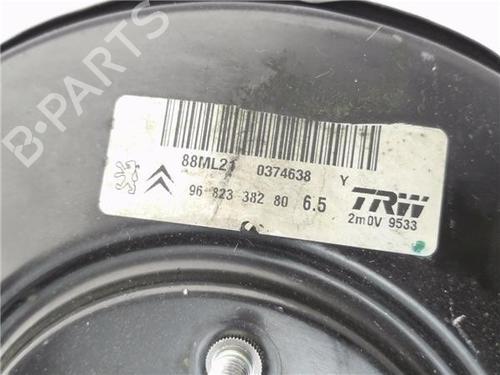 B-PARTS
88ML21 0374638 Y
96 823 382 80 6.5
TRW
2m0V 9533